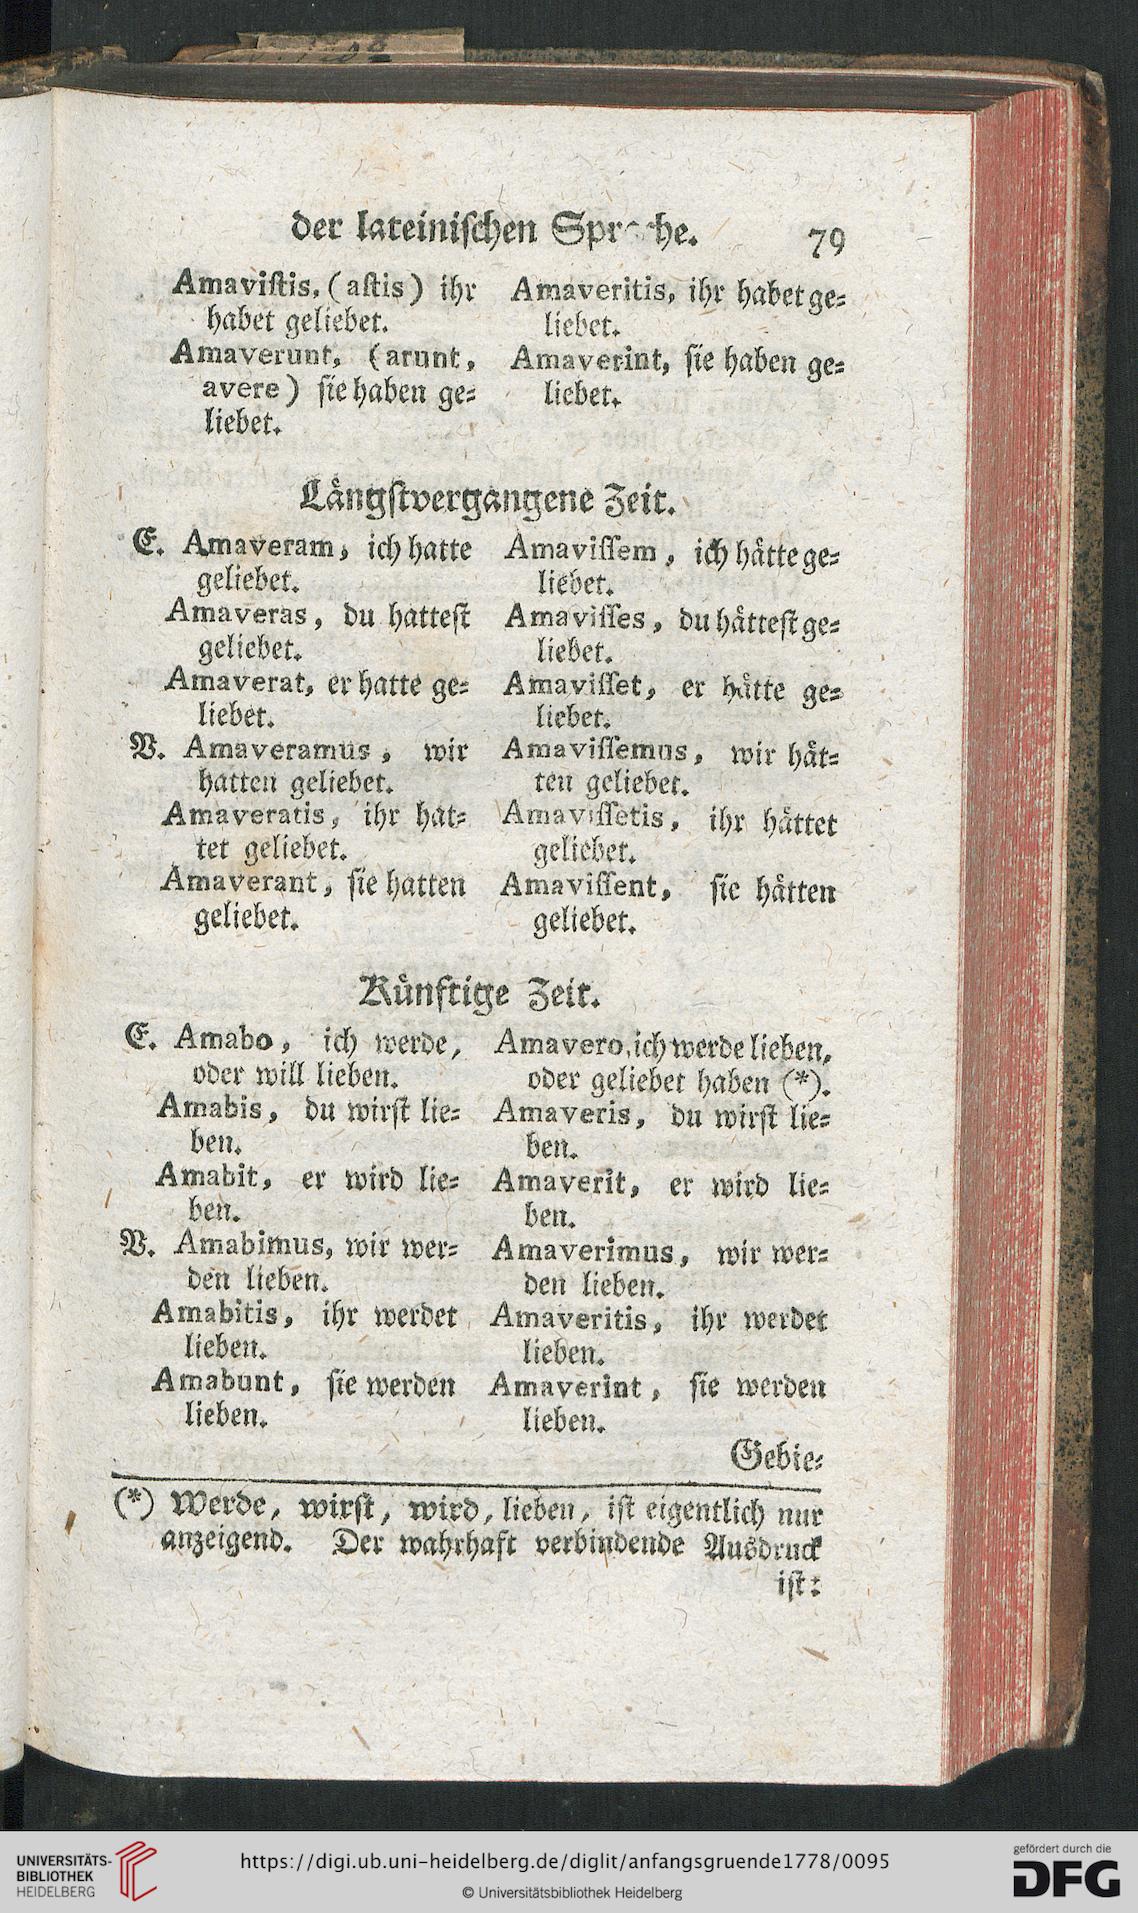 der lateinischen Sprache. 79
Amavistis, (astis) ihr
habet geliebet.
Amaverunt, (arunt,
avere) sie haben ge⸗
liebet.
Amaveritis, ihr habet ge⸗
liebet.
Amaverint, sie haben ge⸗
liebet.
Längstvergangene Zeit.
E. Amaveram, ich hatte
geliebet.
Amaveras, du hattest
geliebet.
Amaverat, er hatte ge⸗
liebet.
V. Amaveramus, wir
hatten geliebet.
Amaveratis, ihr hat⸗
tet geliebet.
Amaverant, sie hatten
geliebet.
Amavissem, ich hätte ge⸗
liebet.
Amavisses, du hättest ge⸗
liebet.
Amavisset, er hätte ge⸗
liebet.
Amavissemus, wir hät⸗
ten geliebet.
Amavissetis, ihr hättet
geliebet.
Amavissent, sie hätten
geliebet.
Künftige Zeit.
E. Amabo, ich werde,
oder will lieben.
Amabis, du wirst lie⸗
ben.
Amabit, er wird lie⸗
ben.
V. Amabimus, wir wer⸗
den lieben.
Amabitis, ihr werdet
lieben.
Amabunt, sie werden
lieben.
Amavero, ich werde lieben,
oder geliebet haben (*).
Amaveris, du wirst lie⸗
ben.
Amaverit, er wird lie⸗
ben.
Amaverimus, wir wer⸗
den lieben.
Amaveritis, ihr werdet
lieben.
Amaverint, sie werden
lieben.
Gebie⸗
(*) Werde, wirst, wird, lieben, ist eigentlich nur
anzeigend. Der wahrhaft verbindende Ausdruck
ist:
UNIVERSITÄTS-
BIBLIOTHEK
HEIDELBERG
https://digi.ub.uni-heidelberg.de/diglit/anfangsgruende1778/0095
© Universitätsbibliothek Heidelberg
gefördert durch die
DFG